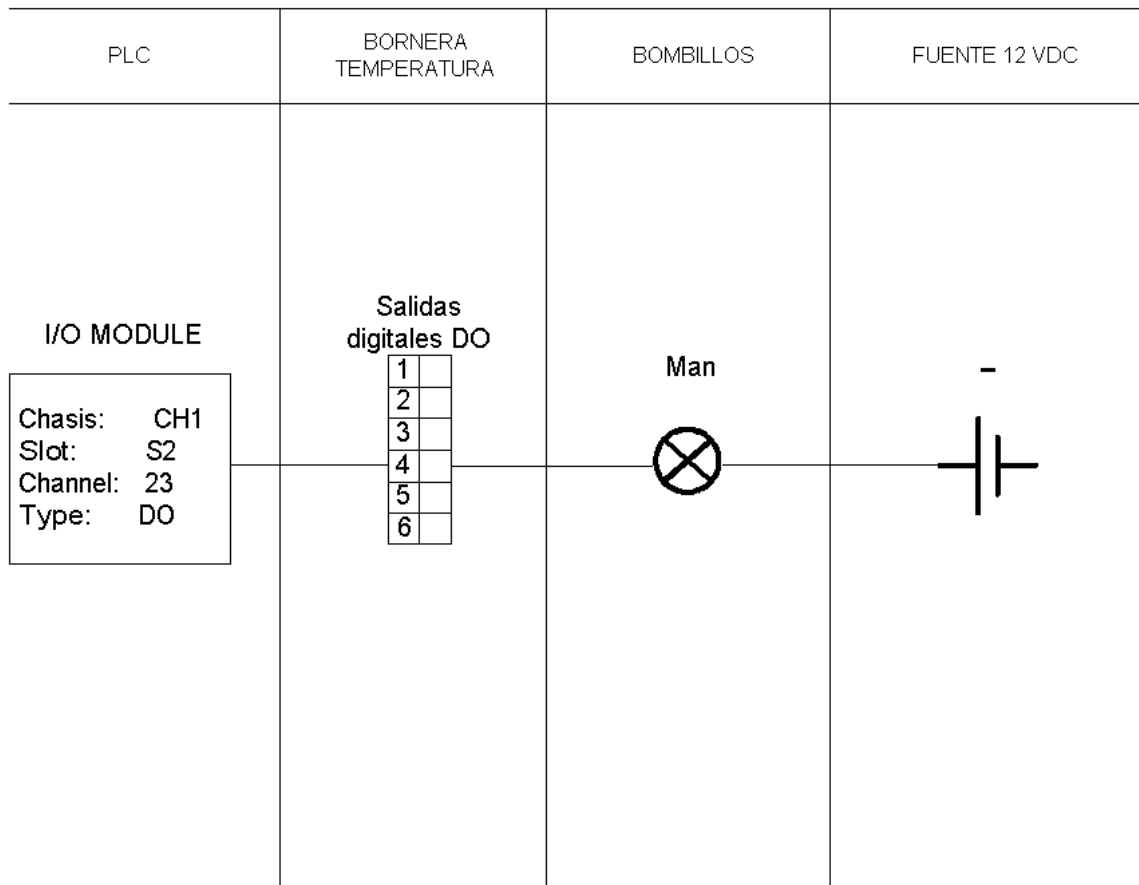 PLC
BORNERA
TEMPERATURA
BOMBILLOS
FUENTE 12 VDC
I/O MODULE
Chasis: CH1
Slot: S2
Channel: 23
Type: DO
Salidas
digitales DO
1
2
3
4
5
6
Man
-